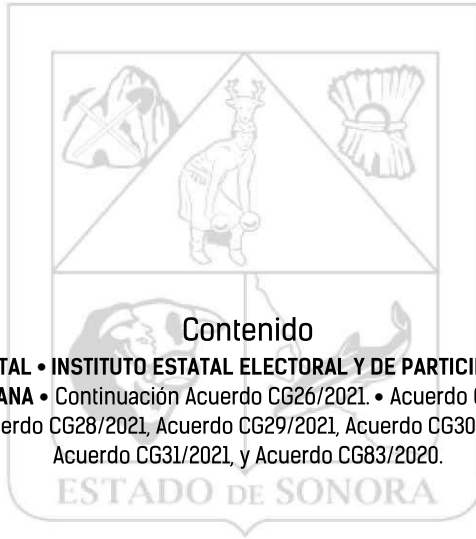 Contenido
TAL • INSTITUTO ESTATAL ELECTORAL Y DE PARTICI
ANA • Continuación Acuerdo CG26/2021. • Acuerdo
erdo CG28/2021, Acuerdo CG29/2021, Acuerdo CG30
Acuerdo CG31/2021, y Acuerdo CG83/2020.
ESTADO DE SONORA